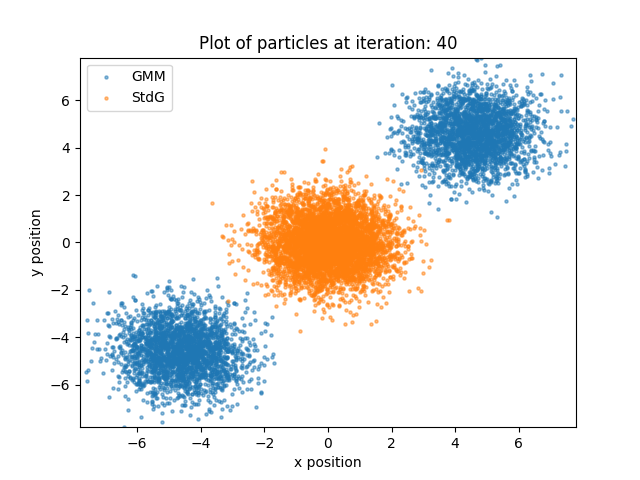 Plot of particles at iteration: 40
GMM
StdG
6
4
2
0
−2
−4
−6
y position
−6 −4 −2 0 2 4 6
x position